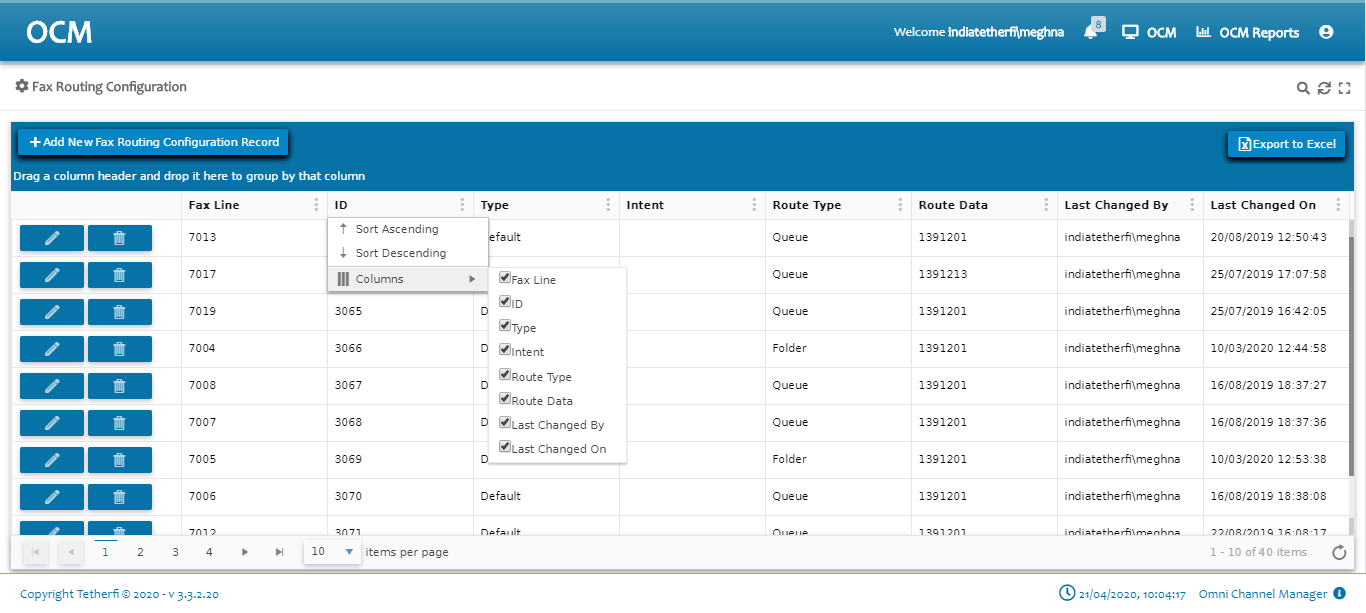 OCM
Welcome indiatetherfi\meghna
8
OCM
OCM Reports
Fax Routing Configuration
Add New Fax Routing Configuration Record
Export to Excel
Drag a column header and drop it here to group by that column
Fax Line ID Type Intent Route Type Route Data Last Changed By Last Changed On
7013 efault Queue 1391201 indiatetherfi\meghna 20/08/2019 12:50:43
7017 Queue 1391213 indiatetherfi\meghna 25/07/2019 17:07:58
7019 3065 D Queue 1391201 indiatetherfi\meghna 25/07/2019 16:42:05
7004 3066 D Folder 1391201 indiatetherfi\meghna 10/03/2020 12:44:58
7008 3067 D Queue 1391201 indiatetherfi\meghna 16/08/2019 18:37:27
7007 3068 D Queue 1391201 indiatetherfi\meghna 16/08/2019 18:37:36
7005 3069 D Folder 1391201 indiatetherfi\meghna 10/03/2020 12:53:38
7006 3070 Default Queue 1391201 indiatetherfi\meghna 16/08/2019 18:38:08
7012 3071 Default Queue 1391201 indiatetherfi\meghna 22/08/2019 16:08:17
Sort Ascending
Sort Descending
Columns
Fax Line
ID
Type
Intent
Route Type
Route Data
Last Changed By
Last Changed On
1 2 3 4 10 items per page
1 - 10 of 40 items
Copyright Tetherfi © 2020 - v 3.3.2.20
21/04/2020, 10:04:17 Omni Channel Manager